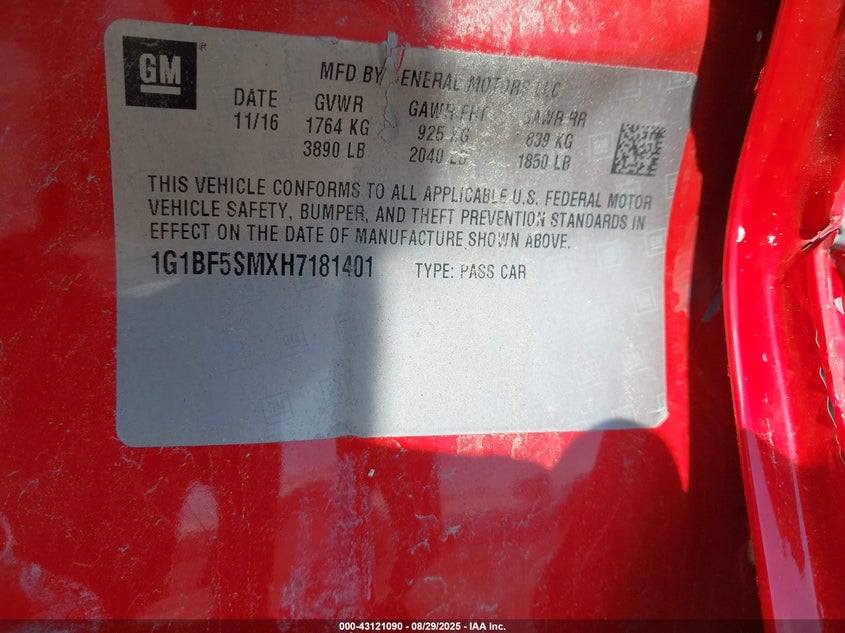 GM
®
MFD BY GENERAL MOTORS LLC
DATE GVWR GAWR FRT GAWR RR
11/16 1764 KG 925 KG 839 KG
3890 LB 2040 LB 1850 LB
THIS VEHICLE CONFORMS TO ALL APPLICABLE U.S. FEDERAL MOTOR
VEHICLE SAFETY, BUMPER, AND THEFT PREVENTION STANDARDS IN
EFFECT ON THE DATE OF MANUFACTURE SHOWN ABOVE.
1G1BF5SMXH7181401 TYPE: PASS CAR
000-43121090 - 08/29/2025 - IAA Inc.